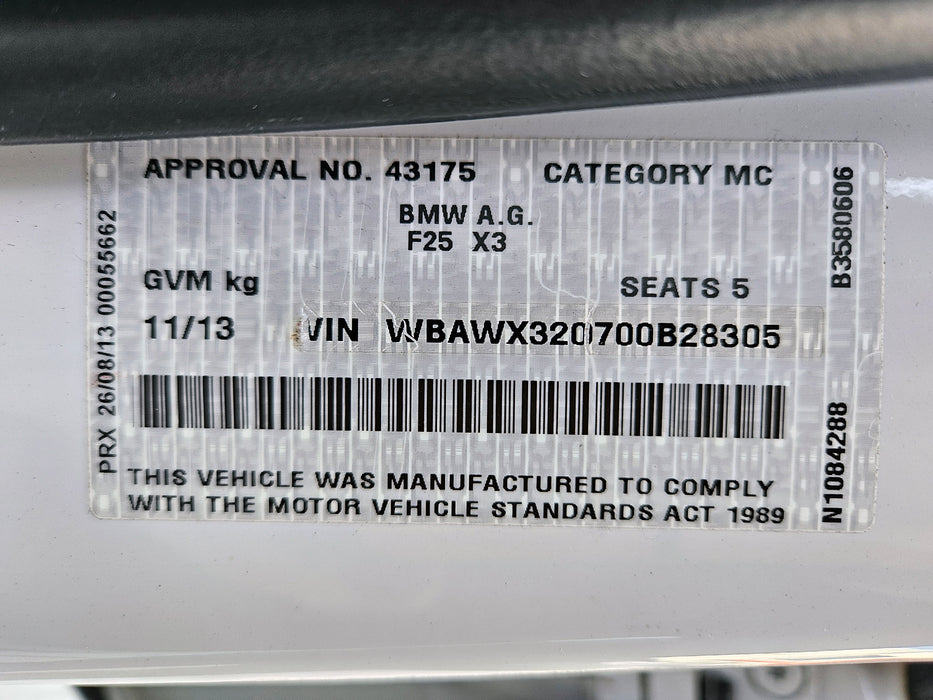 APPROVAL NO. 43175 CATEGORY MC
BMW A.G.
F25 X3
GVM kg SEATS 5
11/13 VIN WBAWX320700B28305
THIS VEHICLE WAS MANUFACTURED TO COMPLY
WITH THE MOTOR VEHICLE STANDARDS ACT 1989
PRX 26/08/13 00055662
B3580606
N1084288